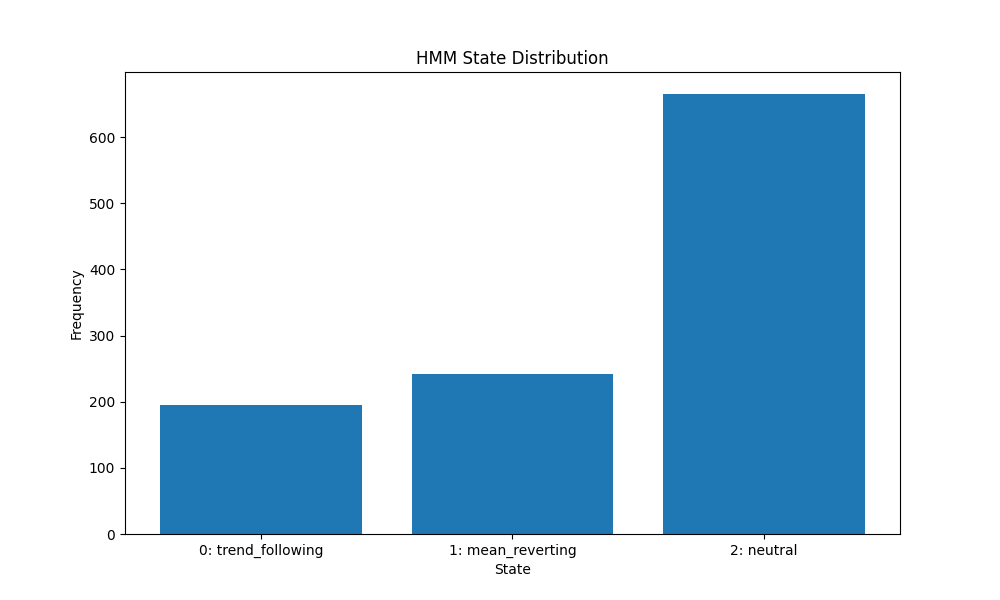 HMM State Distribution
Frequency
600
500
400
300
200
100
0
0: trend_following
1: mean_reverting
2: neutral
State